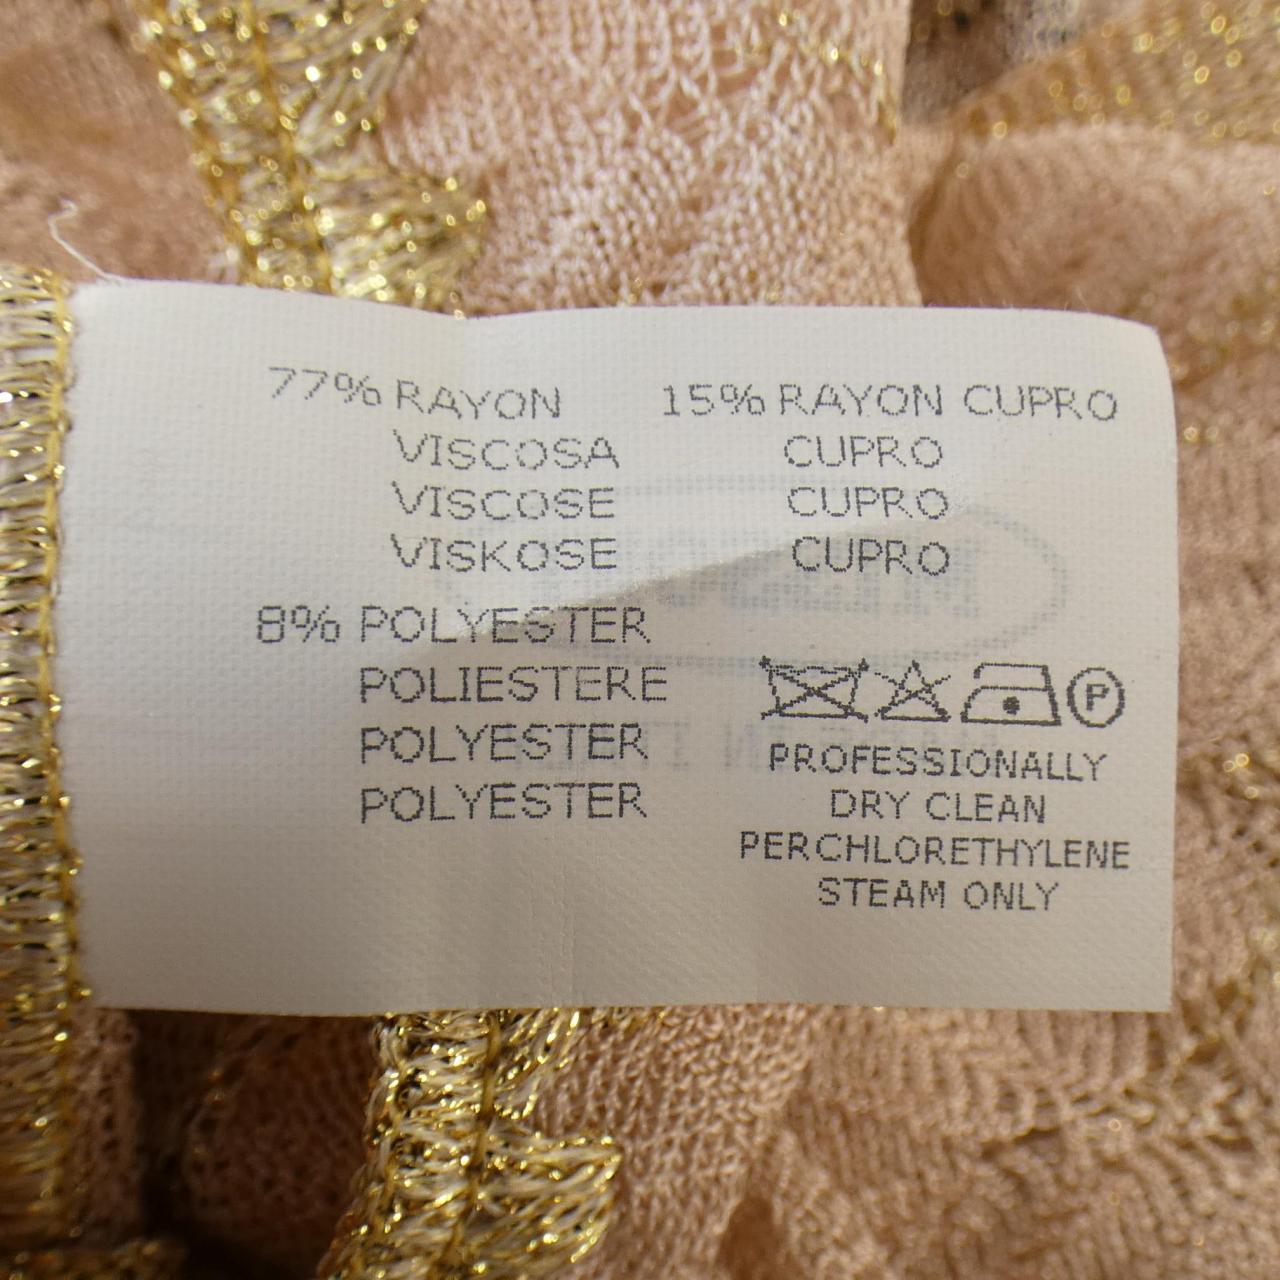 77% RAYON
VISCOSA
VISCOSE
VISKOSE
15% RAYON CUPRO
CUPRO
CUPRO
CUPRO
8% POLYESTER
POLIESTERE
POLYESTER
POLYESTER
P
PROFESSIONALLY
DRY CLEAN
PERCHLORETHYLENE
STEAM ONLY